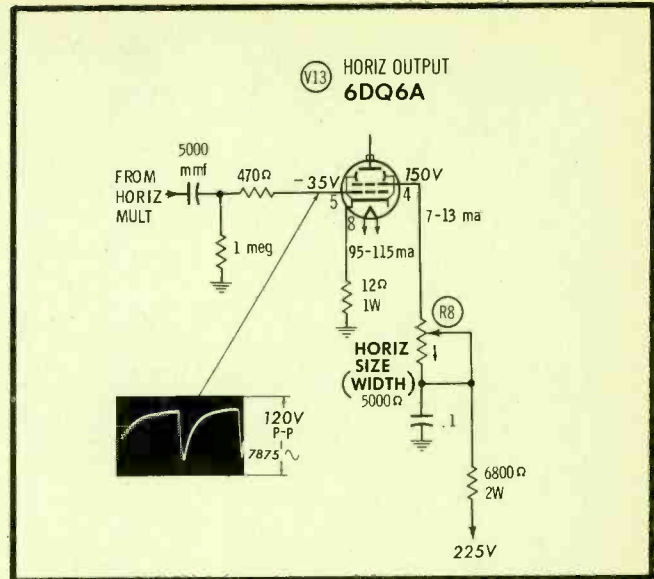 V13 HORIZ OUTPUT
6DQ6A
5000
mmf
FROM
HORIZ
MULT
470Ω
-35V
150V
5
4
8
7-13 ma
1 meg
95-115ma
12Ω
1W
R8
HORIZ
SIZE
(WIDTH)
5000Ω
120V
P-P
7875 ~
.1
6800Ω
2W
225V